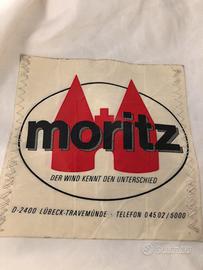 moritz
DER WIND KENNT DEN UNTERSCHIED
D-2400 LÜBECK-TRAVEMÜNDE · TELEFON 04502/5000